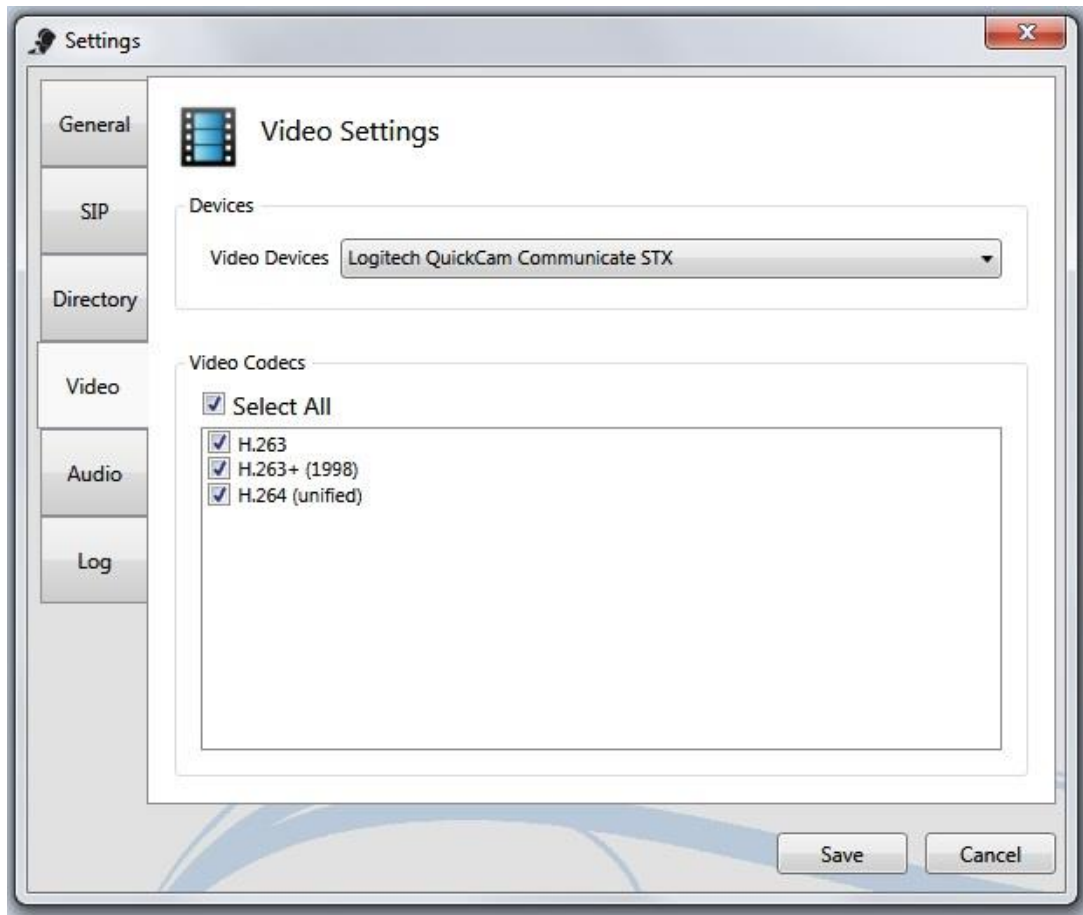 Settings
General
SIP
Directory
Video
Audio
Log
Video Settings
Devices
Video Devices Logitech QuickCam Communicate STX
Video Codecs
Select All
H.263
H.263+ (1998)
H.264 (unified)
Save Cancel